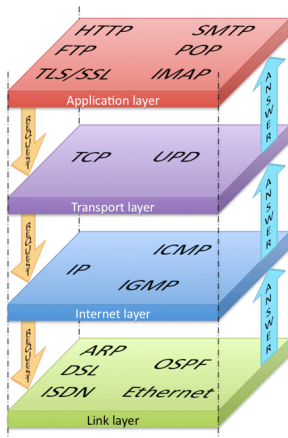 HTTP SMTP
FTP POP
TLS/SSL IMAP
Application layer
REQUEST
ANSWER
TCP UPD
Transport layer
REQUEST
ANSWER
ICMP
IP
IGMP
Internet layer
REQUEST
ANSWER
ARP
OSPF
DSL
ISDN Ethernet
Link layer